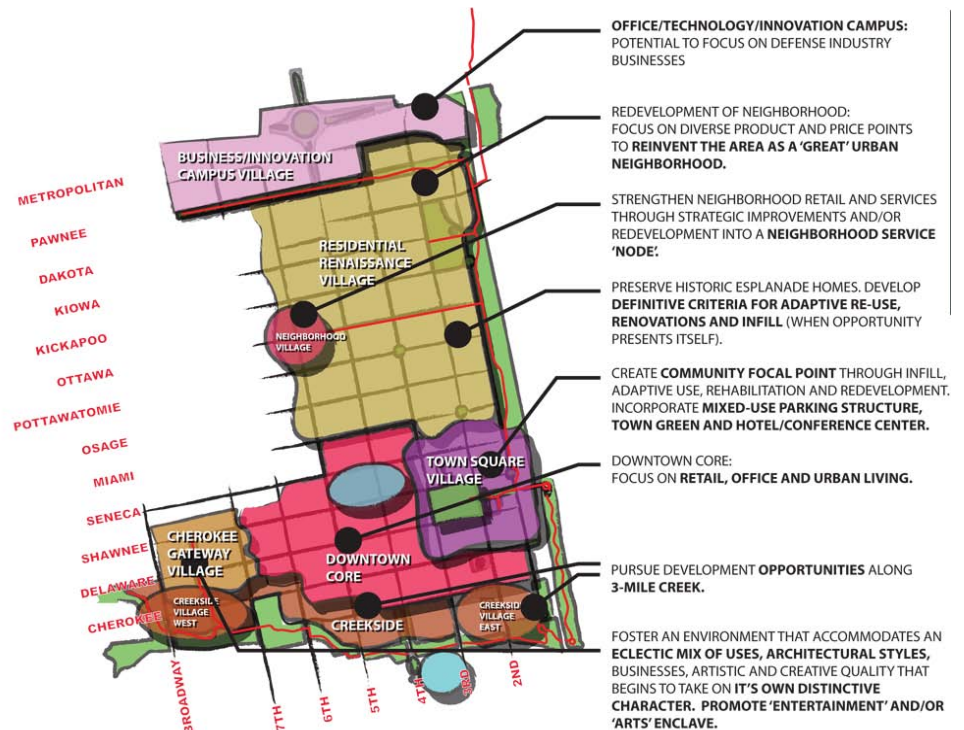 OFFICE/TECHNOLOGY/INNOVATION CAMPUS:
POTENTIAL TO FOCUS ON DEFENSE INDUSTRY
BUSINESSES
REDEVELOPMENT OF NEIGHBORHOOD:
FOCUS ON DIVERSE PRODUCT AND PRICE POINTS
TO REINVENT THE AREA AS A ‘GREAT’ URBAN
NEIGHBORHOOD.
STRENGTHEN NEIGHBORHOOD RETAIL AND SERVICES
THROUGH STRATEGIC IMPROVEMENTS AND/OR
REDEVELOPMENT INTO A NEIGHBORHOOD SERVICE
‘NODE’.
PRESERVE HISTORIC ESPLANADE HOMES. DEVELOP
DEFINITIVE CRITERIA FOR ADAPTIVE RE-USE,
RENOVATIONS AND INFILL (WHEN OPPORTUNITY
PRESENTS ITSELF).
CREATE COMMUNITY FOCAL POINT THROUGH INFILL,
ADAPTIVE USE, REHABILITATION AND REDEVELOPMENT.
INCORPORATE MIXED-USE PARKING STRUCTURE,
TOWN GREEN AND HOTEL/CONFERENCE CENTER.
DOWNTOWN CORE:
FOCUS ON RETAIL, OFFICE AND URBAN LIVING.
PURSUE DEVELOPMENT OPPORTUNITIES ALONG
3-MILE CREEK.
FOSTER AN ENVIRONMENT THAT ACCOMMODATES AN
ECLECTIC MIX OF USES, ARCHITECTURAL STYLES,
BUSINESSES, ARTISTIC AND CREATIVE QUALITY THAT
BEGINS TO TAKE ON IT’S OWN DISTINCTIVE
CHARACTER. PROMOTE ‘ENTERTAINMENT’ AND/OR
‘ARTS’ ENCLAVE.
BUSINESS/INNOVATION
CAMPUS VILLAGE
RESIDENTIAL
RENAISSANCE
VILLAGE
NEIGHBORHOOD
VILLAGE
TOWN SQUARE
VILLAGE
CHEROKEE
GATEWAY
VILLAGE
DOWNTOWN
CORE
CREEKSIDE
VILLAGE
WEST
CREEKSIDE
CREEKSIDE
VILLAGE
EAST
METROPOLITAN
PAWNEE
DAKOTA
KIOWA
KICKAPOO
OTTAWA
POTTAWATOMIE
OSAGE
MIAMI
SENECA
SHAWNEE
DELAWARE
CHEROKEE
BROADWAY
7TH
6TH
5TH
4TH
3RD
2ND